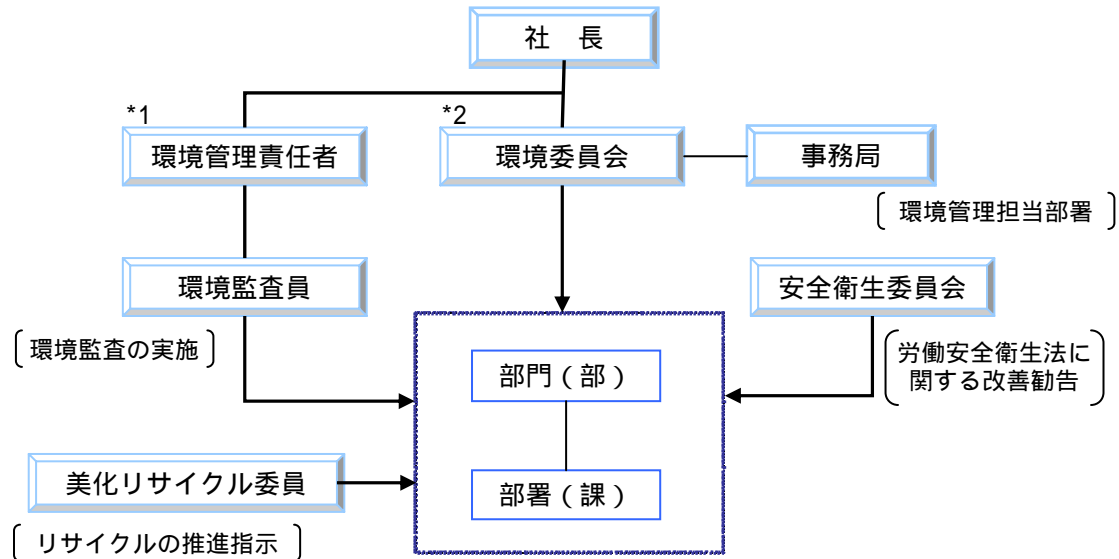 社　長
*1
*2
環境管理責任者
環境委員会
事務局
環境管理担当部署
環境監査員
安全衛生委員会
環境監査の実施
労働安全衛生法に
関する改善勧告
部門（部）
美化リサイクル委員
部署（課）
リサイクルの推進指示